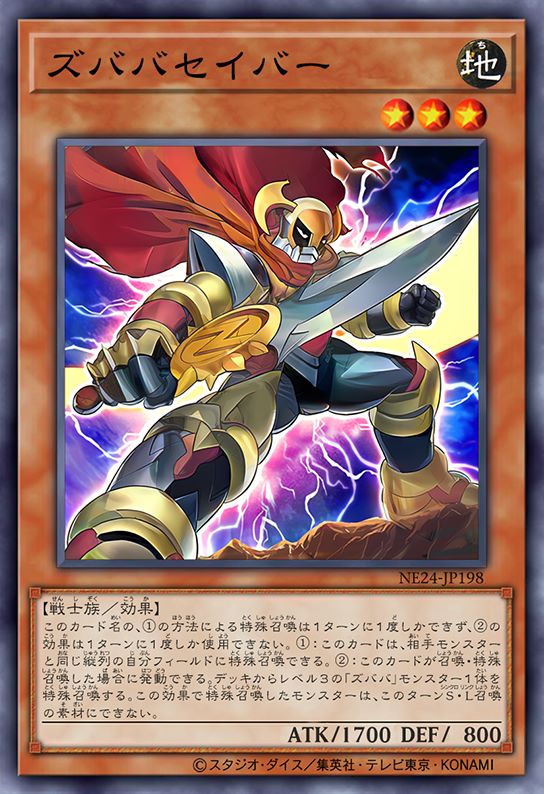 ズババセイバー
地
NE24-JP198
【戦士族／効果】
このカード名の、①の方法による特殊召喚は1ターンに1度しかできず、②の
効果は1ターンに1度しか使用できない。①：このカードは、相手モンスター
と同じ縦列の自分フィールドに特殊召喚できる。②：このカードが召喚・特殊
召喚した場合に発動できる。デッキからレベル3の「ズババ」モンスター1体を
特殊召喚する。この効果で特殊召喚したモンスターは、このターンS・L召喚
の素材にできない。
ATK/1700 DEF/ 800
©スタジオ・ダイス／集英社・テレビ東京・KONAMI